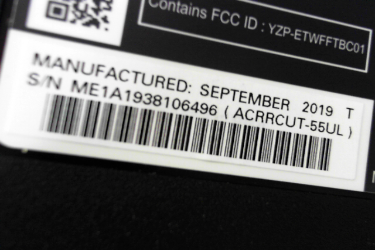 Contains FCC ID : YZP-ETWFFTBC01
MANUFACTURED: SEPTEMBER 2019 T
S/N ME1A1938106496 ( ACRRCUT-55UL )